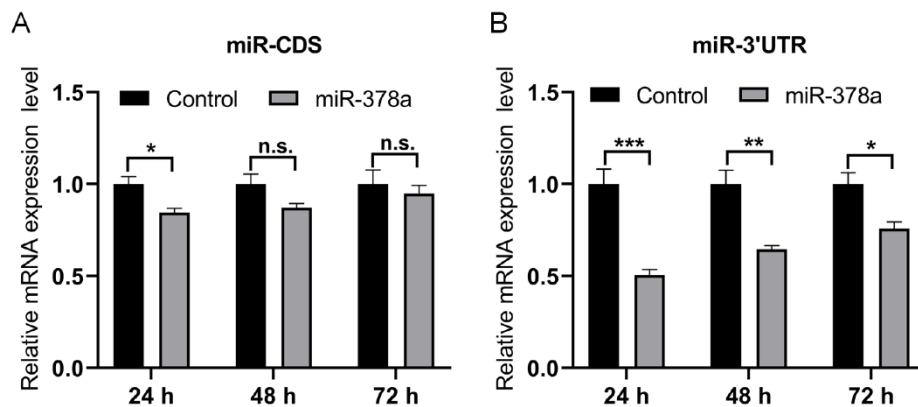 A
miR-CDS
Control
miR-378a
Relative mRNA expression level
1.5
1.0
0.5
0.0
*
n.s.
n.s.
24 h
48 h
72 h
B
miR-3'UTR
Control
miR-378a
Relative mRNA expression level
1.5
1.0
0.5
0.0
***
**
*
24 h
48 h
72 h